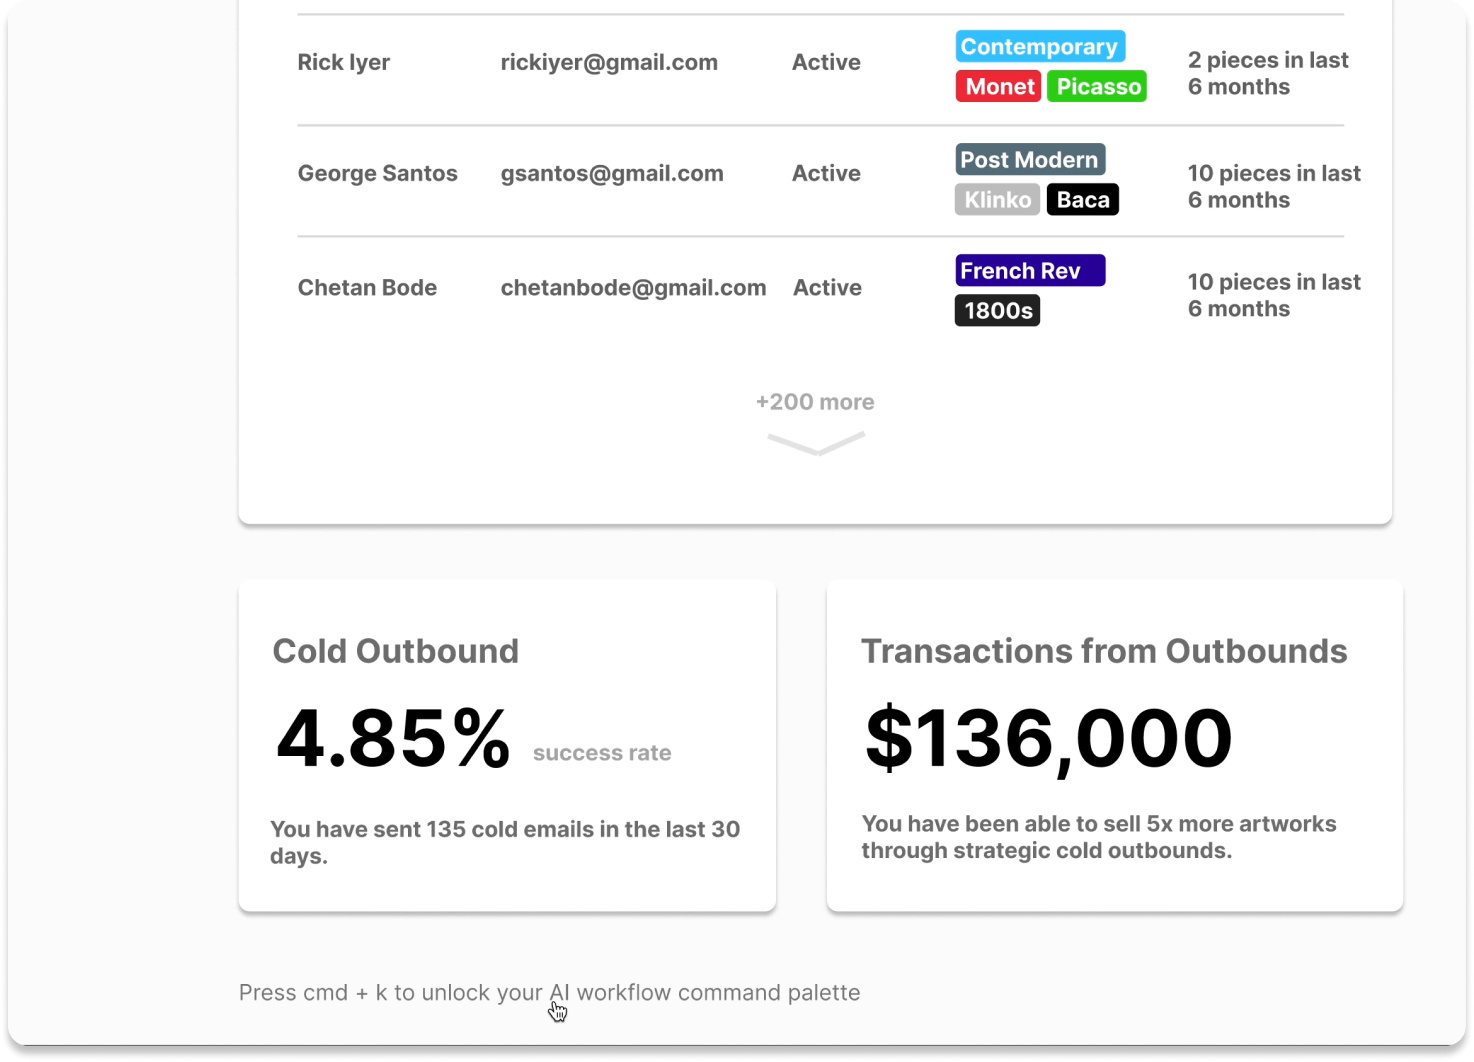 Rick Iyer rickiyer@gmail.com Active Contemporary Monet Picasso 2 pieces in last 6 months
George Santos gsantos@gmail.com Active Post Modern Klinko Baca 10 pieces in last 6 months
Chetan Bode chetanbode@gmail.com Active French Rev 1800s 10 pieces in last 6 months
+200 more
Cold Outbound
4.85% success rate
You have sent 135 cold emails in the last 30
days.
Transactions from Outbounds
$136,000
You have been able to sell 5x more artworks
through strategic cold outbounds.
Press cmd + k to unlock your AI workflow command palette